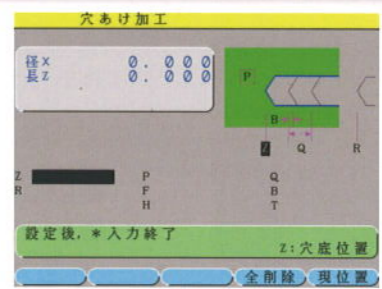 穴あけ加工
径X 0.000
長Z 0.000
P
B
Z Q R
Z P Q
R F B
H T
設定後，*入力終了
Z:穴底位置
全削除 現位置